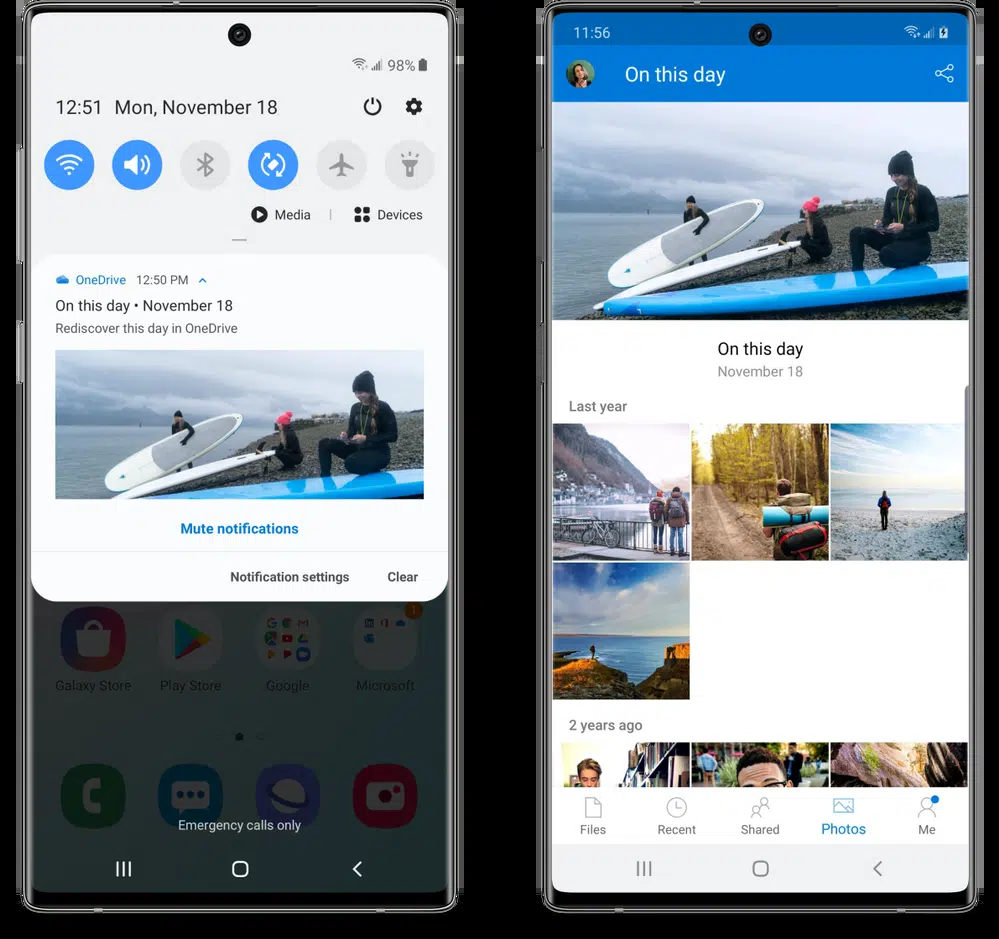 98%
12:51 Mon, November 18
Media | Devices
OneDrive 12:50 PM
On this day • November 18
Rediscover this day in OneDrive
Mute notifications
Notification settings Clear
1
Galaxy Store Play Store Google Microsoft
Emergency calls only
11:56
On this day
On this day
November 18
Last year
2 years ago
Files Recent Shared Photos Me